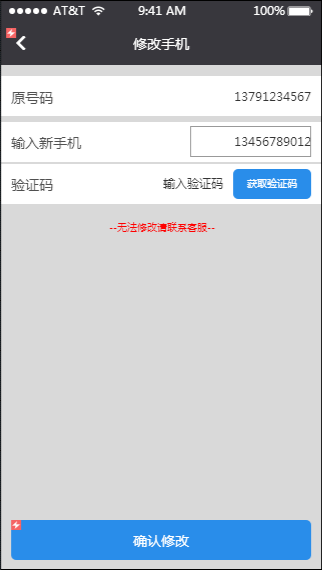 AT&T 9:41 AM 100%
修改手机
原号码 13791234567
输入新手机 13456789012
验证码 输入验证码 获取验证码
--无法修改请联系客服--
确认修改